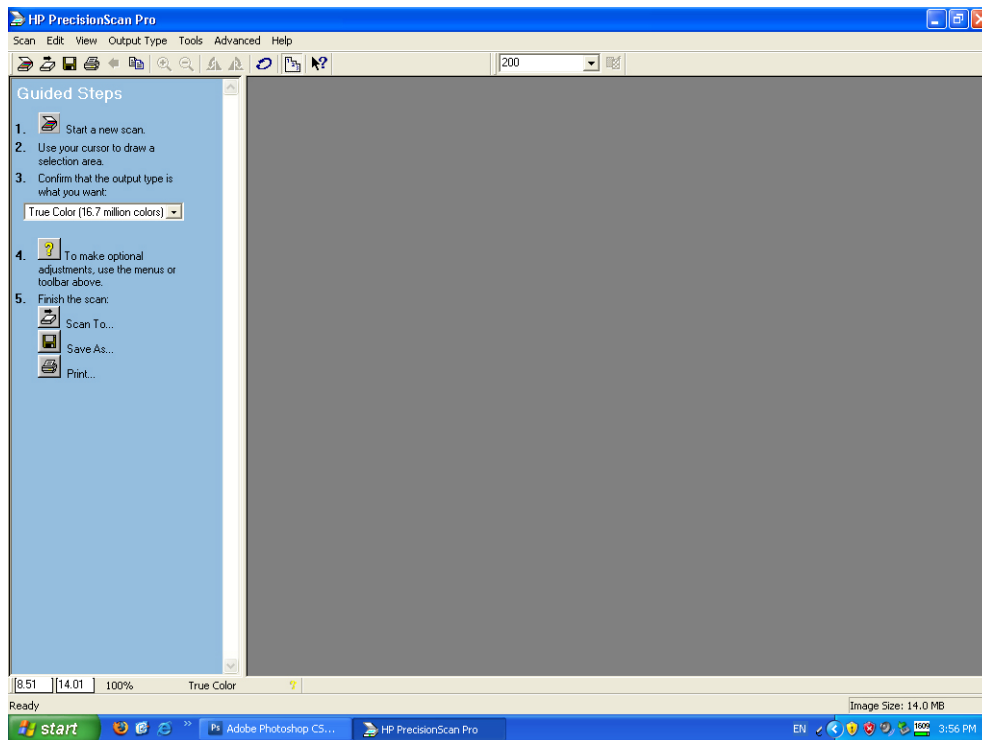 HP PrecisionScan Pro
Scan Edit View Output Type Tools Advanced Help
200
Guided Steps
1. Start a new scan.
2. Use your cursor to draw a
selection area.
3. Confirm that the output type is
what you want:
True Color (16.7 million colors)
4. To make optional
adjustments, use the menus or
toolbar above.
5. Finish the scan:
Scan To...
Save As...
Print...
8.51 14.01 100% True Color
Ready Image Size: 14.0 MB
start Ps Adobe Photoshop CS... HP PrecisionScan Pro EN 1609 3:56 PM